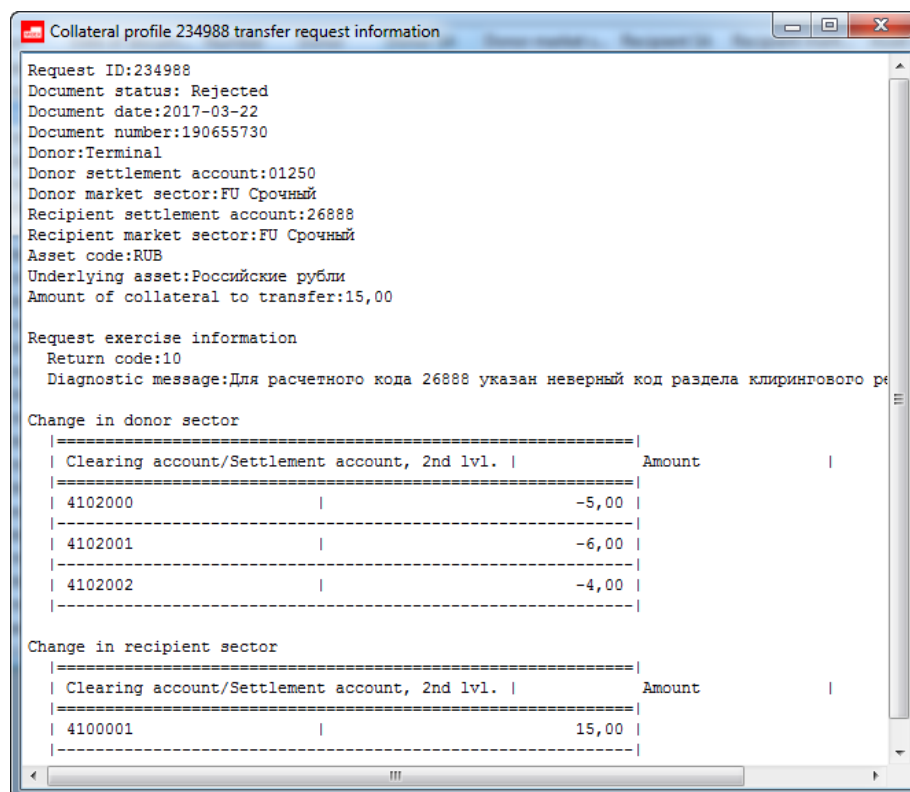 Collateral profile 234988 transfer request information
Request ID:234988
Document status: Rejected
Document date:2017-03-22
Document number:190655730
Donor:Terminal
Donor settlement account:01250
Donor market sector:FU Срочный
Recipient settlement account:26888
Recipient market sector:FU Срочный
Asset code:RUB
Underlying asset:Российские рубли
Amount of collateral to transfer:15,00
Request exercise information
Return code:10
Diagnostic message:Для расчетного кода 26888 указан неверный код раздела клирингового
Change in donor sector
|============================================================|
| Clearing account/Settlement account, 2nd lvl. | Amount |
|============================================================|
| 4102000 | -5,00 |
|------------------------------------------------------------|
| 4102001 | -6,00 |
|------------------------------------------------------------|
| 4102002 | -4,00 |
|------------------------------------------------------------|
Change in recipient sector
|============================================================|
| Clearing account/Settlement account, 2nd lvl. | Amount |
|============================================================|
| 4100001 | 15,00 |
|------------------------------------------------------------|